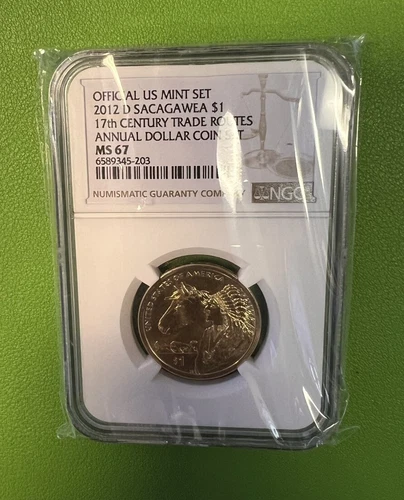 OFFICIAL US MINT SET
2012 D SACAGAWEA $1
17th CENTURY TRADE ROUTES
ANNUAL DOLLAR COIN SET
MS 67
6589345-203
NUMISMATIC GUARANTY COMPANY
NGC
UNITED STATES OF AMERICA
$1